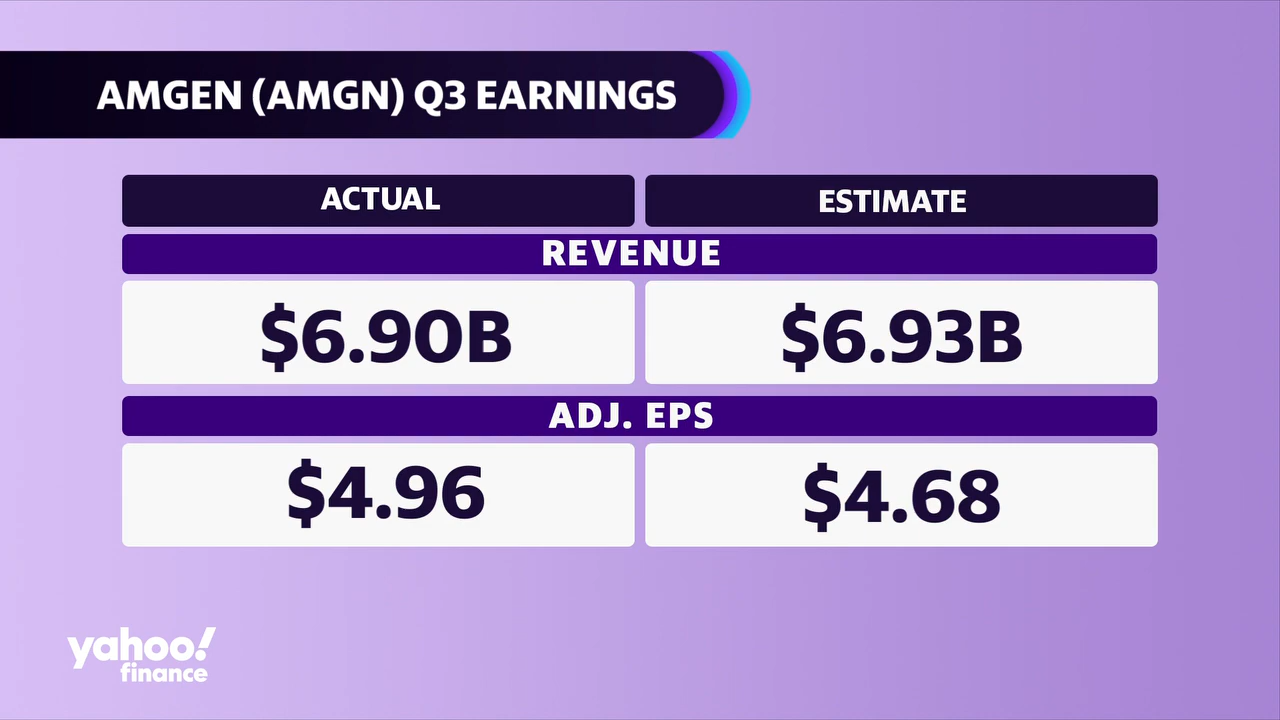 AMGEN (AMGN) Q3 EARNINGS
ACTUAL ESTIMATE
REVENUE
$6.90B $6.93B
ADJ. EPS
$4.96 $4.68
yahoo!
finance